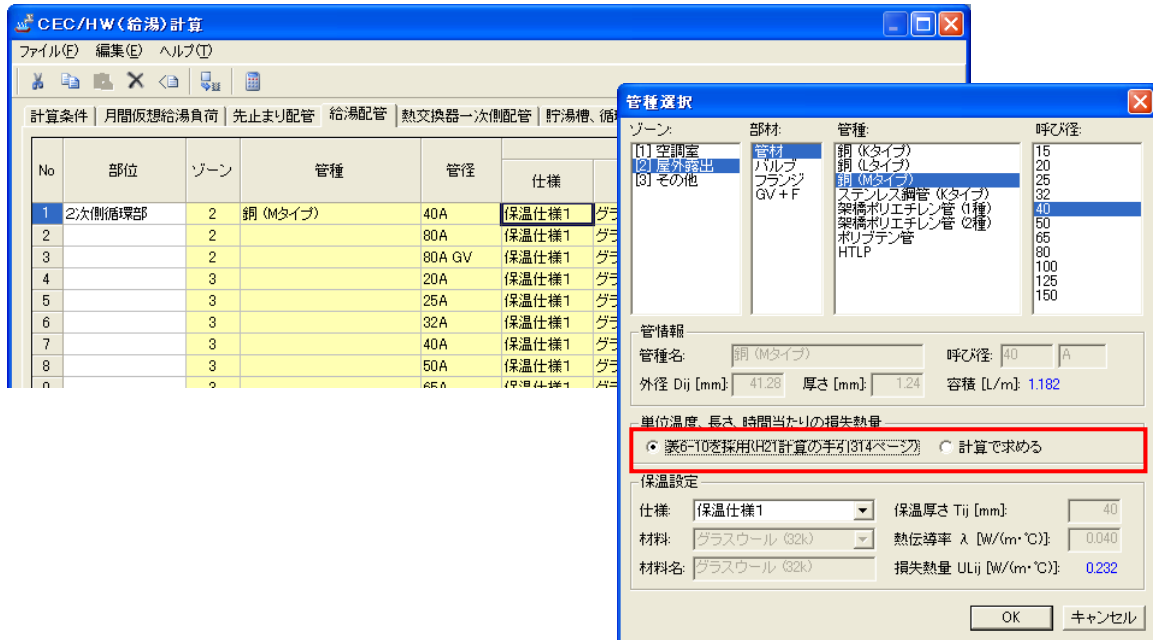 CEC/HW(給湯)計算
ファイル(F) 編集(E) ヘルプ(T)
計算条件 月間仮想給湯負荷 先止まり配管 給湯配管 熱交換器一次側配管 貯湯槽、循
No 部位 ゾーン 管種 管径 仕様
1 2次側循環部 2 銅 (Mタイプ) 40A 保温仕様1 グラ
2 2 80A 保温仕様1 グラ
3 2 80A GV 保温仕様1 グラ
4 3 20A 保温仕様1 グラ
5 3 25A 保温仕様1 グラ
6 3 32A 保温仕様1 グラ
7 3 40A 保温仕様1 グラ
8 3 50A 保温仕様1 グラ
9 3 65A 保温仕様1 グラ
管種選択
ゾーン: 部材: 管種: 呼び径:
[1] 空調室 管材 銅 (Kタイプ) 15
[2] 屋外露出 バルブ 銅 (Lタイプ) 20
[3] その他 フランジ 銅 (Mタイプ) 25
GV+F ステンレス鋼管 (Kタイプ) 32
架橋ポリエチレン管 (1種) 40
架橋ポリエチレン管 (2種) 50
ポリブテン管 65
HTLP 80
100
125
150
管情報
管種名: 銅 (Mタイプ) 呼び径: 40 A
外径 Dij [mm]: 41.28 厚さ [mm]: 1.24 容積 [L/m]: 1.182
単位温度、長さ、時間当たりの損失熱量
表6-10を採用(H21計算の手引314ページ) 計算で求める
保温設定
仕様: 保温仕様1 保温厚さ Tij [mm]: 40
材料: グラスウール (32k) 熱伝導率 λ [W/(m・℃)]: 0.040
材料名: グラスウール (32k) 損失熱量 ULij [W/(m・℃)]: 0.232
OK キャンセル